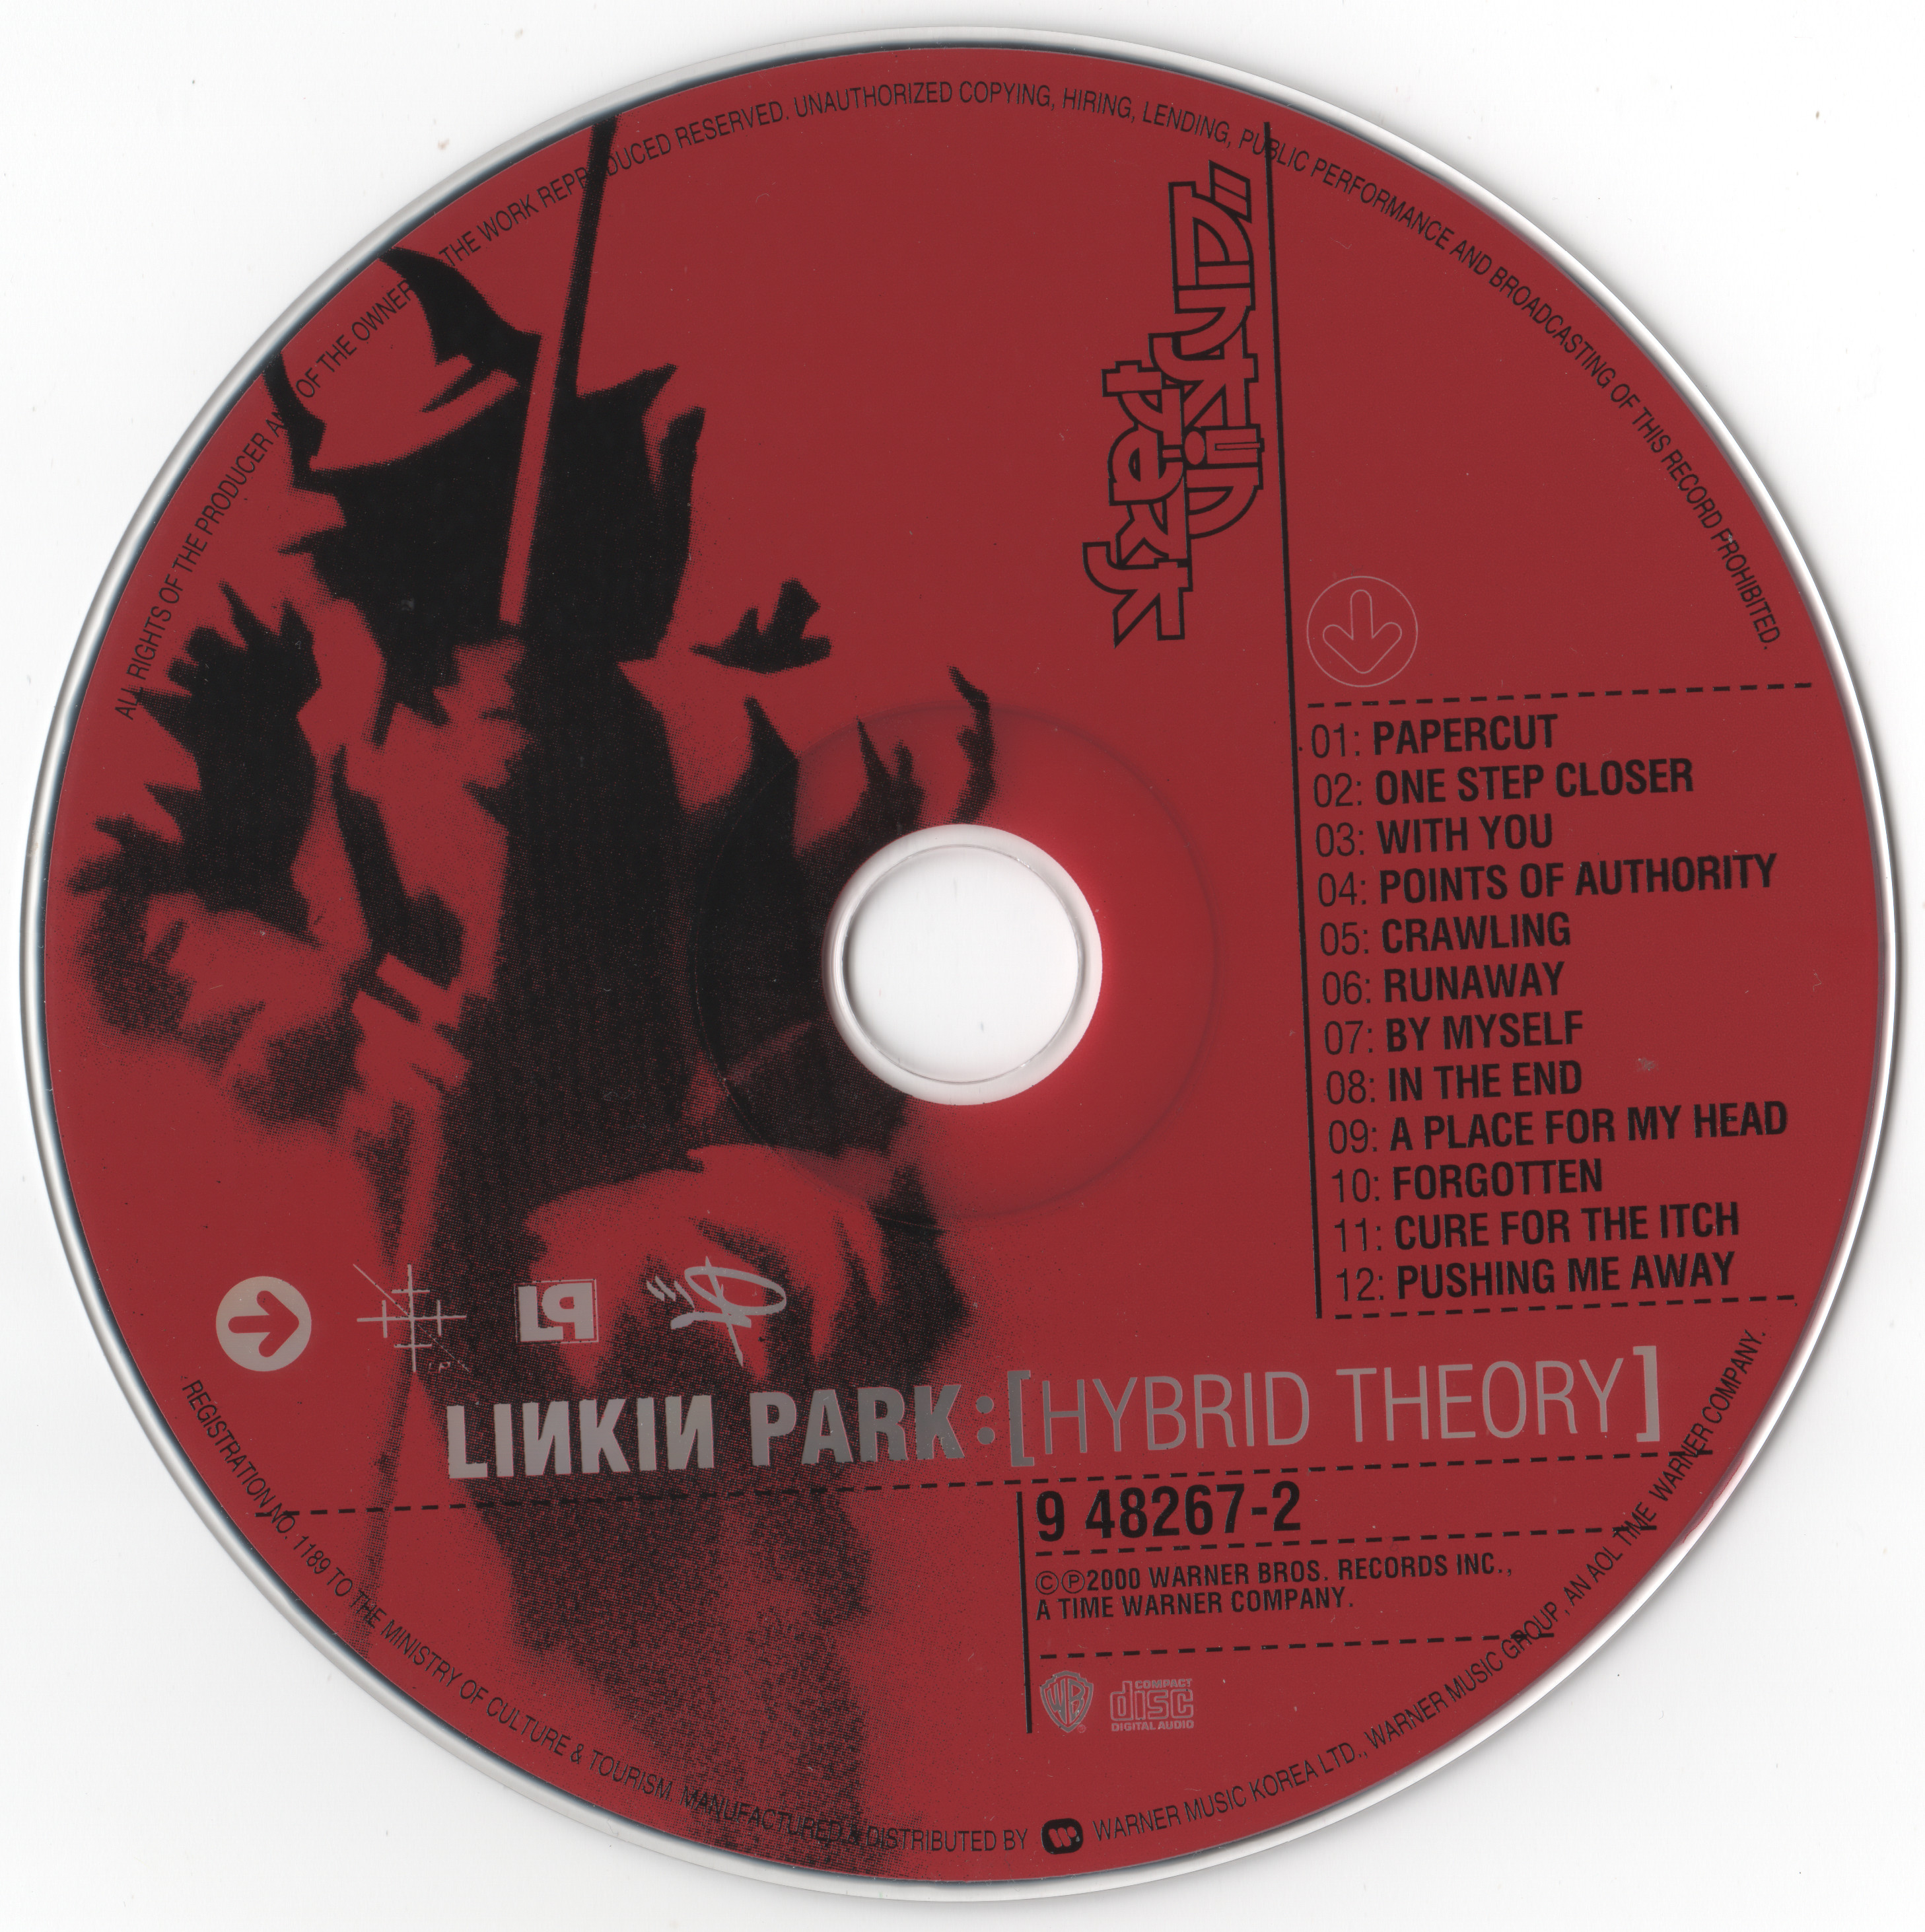 ALL RIGHTS OF THE PRODUCER AND OF THE OWNER THE WORK REPRODUCED RESERVED. UNAUTHORIZED COPYING, HIRING, LENDING, PUBLIC PERFORMANCE AND BROADCASTING OF THIS RECORD PROHIBITED.
Linkin
Park
01: PAPERCUT
02: ONE STEP CLOSER
03: WITH YOU
04: POINTS OF AUTHORITY
05: CRAWLING
06: RUNAWAY
07: BY MYSELF
08: IN THE END
09: A PLACE FOR MY HEAD
10: FORGOTTEN
11: CURE FOR THE ITCH
12: PUSHING ME AWAY
LP
LINKIN PARK:[HYBRID THEORY]
9 48267-2
©℗2000 WARNER BROS. RECORDS INC.,
A TIME WARNER COMPANY.
WB
COMPACT
disc
DIGITAL AUDIO
REGISTRATION NO. 1189 TO THE MINISTRY OF CULTURE & TOURISM. MANUFACTURED & DISTRIBUTED BY WARNER MUSIC KOREA LTD., WARNER MUSIC GROUP, AN AOL TIME WARNER COMPANY.